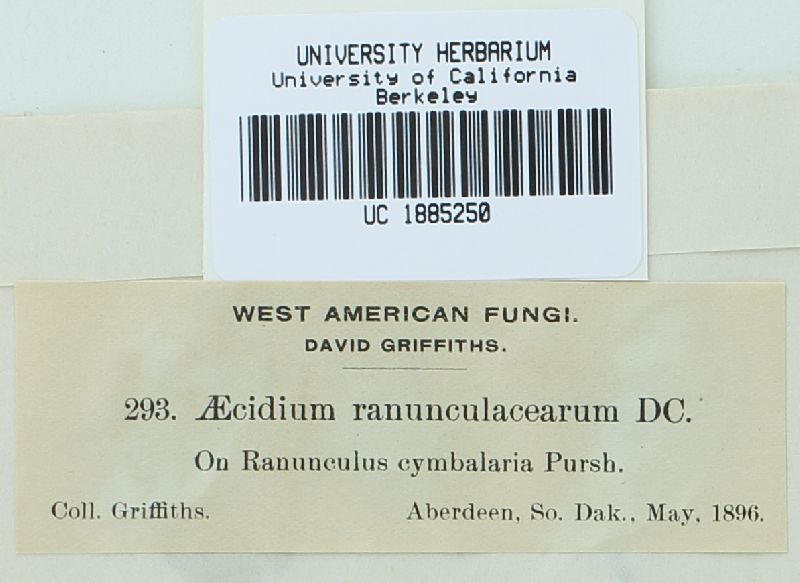 UNIVERSITY HERBARIUM
University of California
Berkeley
UC 1885250
WEST AMERICAN FUNGI.
DAVID GRIFFITHS.
293. Æcidium ranunculacearum DC.
On Ranunculus cymbalaria Pursh.
Coll. Griffiths. Aberdeen, So. Dak., May, 1896.